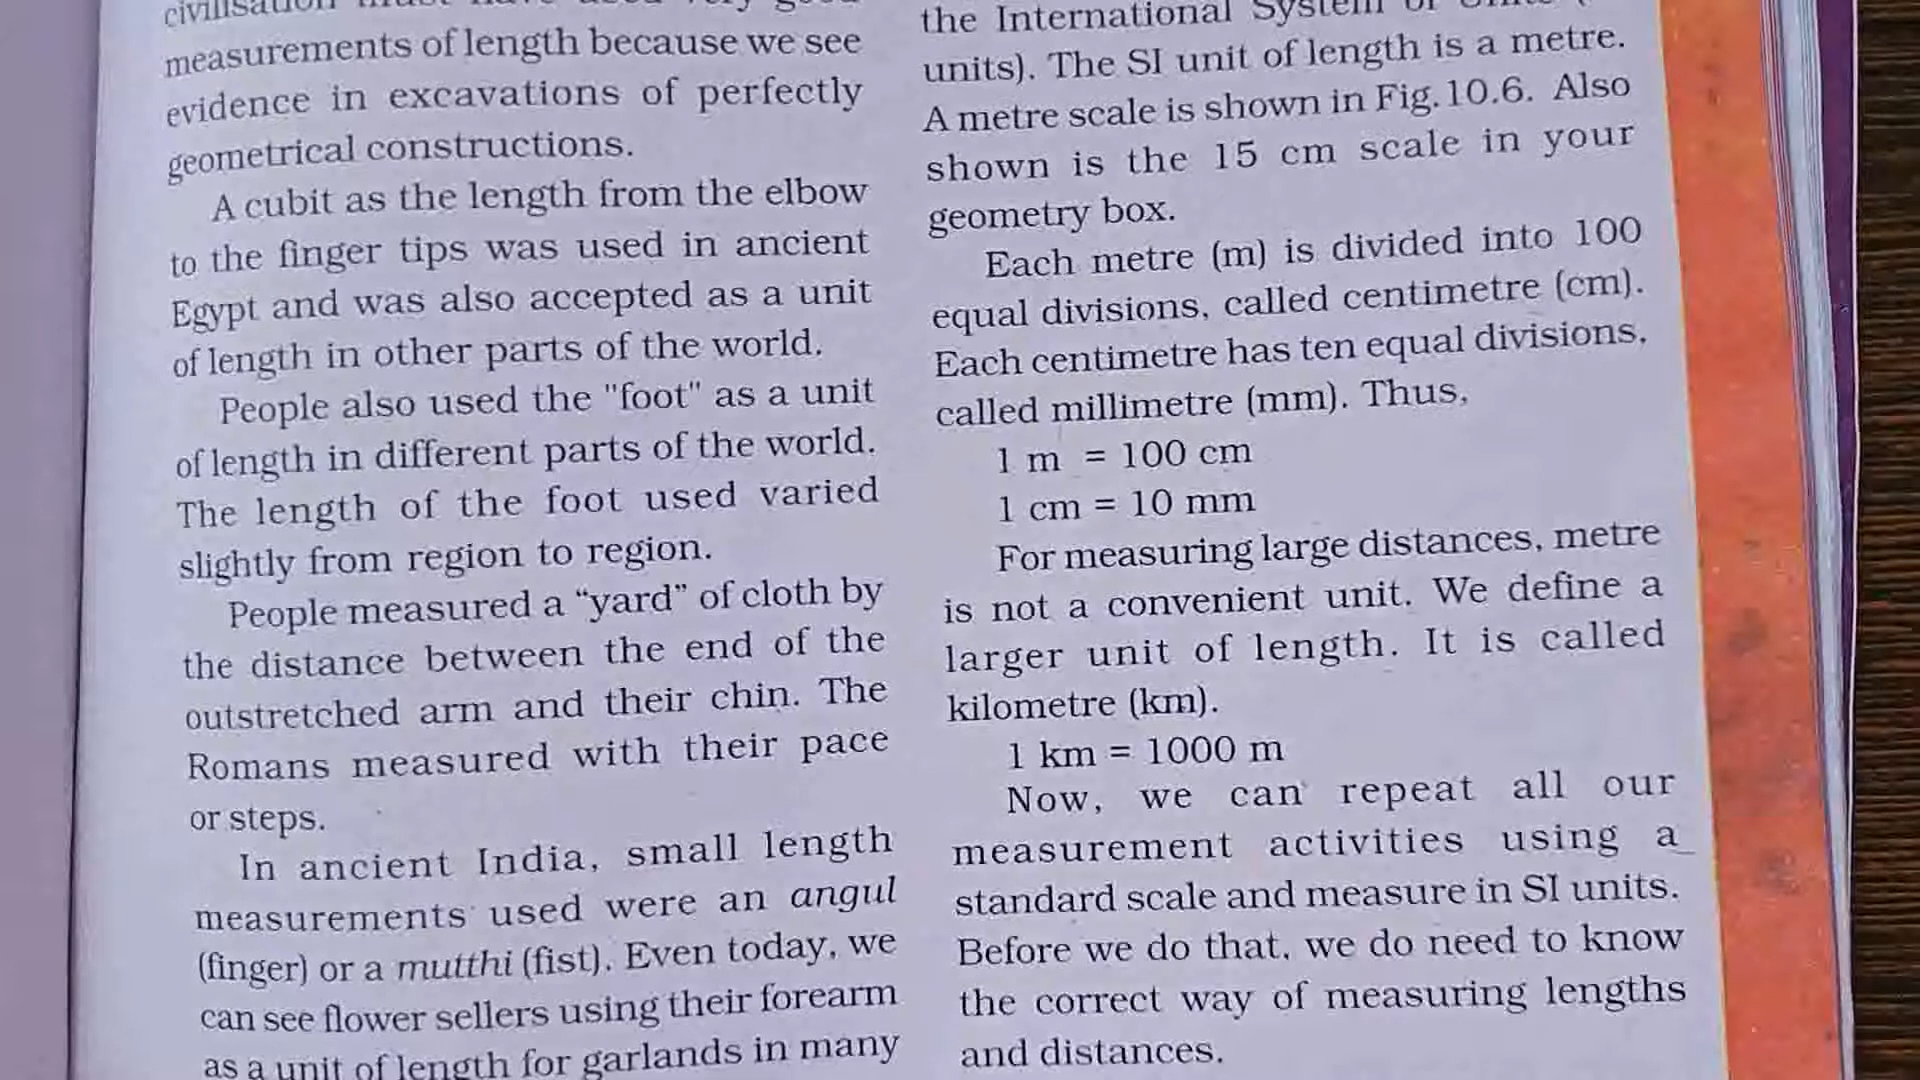 civilisation must have used very good
measurements of length because we see
evidence in excavations of perfectly
geometrical constructions.
A cubit as the length from the elbow
to the finger tips was used in ancient
Egypt and was also accepted as a unit
of length in other parts of the world.
People also used the "foot" as a unit
of length in different parts of the world.
The length of the foot used varied
slightly from region to region.
People measured a “yard” of cloth by
the distance between the end of the
outstretched arm and their chin. The
Romans measured with their pace
or steps.
In ancient India, small length
measurements used were an angul
(finger) or a mutthi (fist). Even today, we
can see flower sellers using their forearm
as a unit of length for garlands in many
the International System of
units). The SI unit of length is a metre.
A metre scale is shown in Fig. 10.6. Also
shown is the 15 cm scale in your
geometry box.
Each metre (m) is divided into 100
equal divisions, called centimetre (cm).
Each centimetre has ten equal divisions,
called millimetre (mm). Thus,
1 m = 100 cm
1 cm = 10 mm
For measuring large distances, metre
is not a convenient unit. We define a
larger unit of length. It is called
kilometre (km).
1 km = 1000 m
Now, we can repeat all our
measurement activities using a
standard scale and measure in SI units.
Before we do that, we do need to know
the correct way of measuring lengths
and distances.